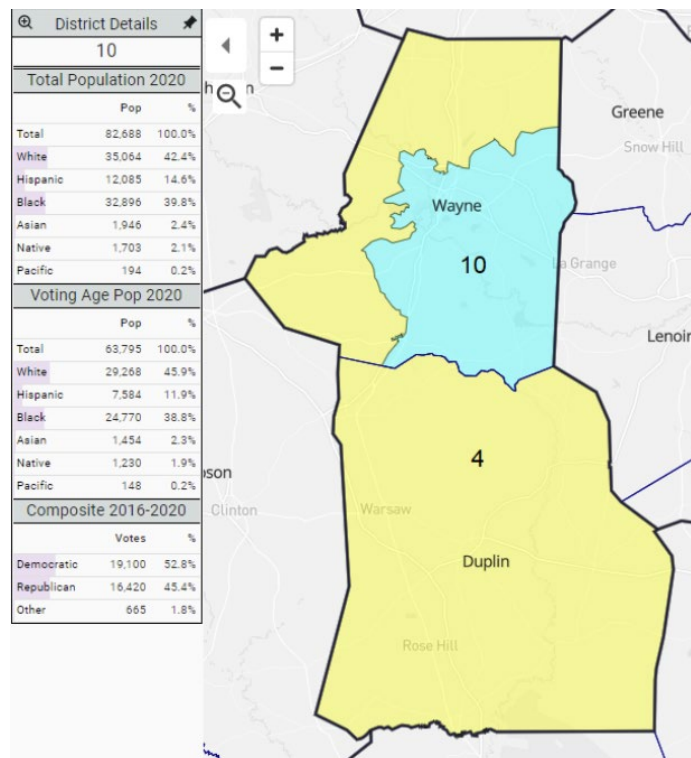 District Details
10
Total Population 2020
Pop %
Total 82,688 100.0%
White 35,064 42.4%
Hispanic 12,085 14.6%
Black 32,896 39.8%
Asian 1,946 2.4%
Native 1,703 2.1%
Pacific 194 0.2%
Voting Age Pop 2020
Pop %
Total 63,795 100.0%
White 29,268 45.9%
Hispanic 7,584 11.9%
Black 24,770 38.8%
Asian 1,454 2.3%
Native 1,230 1.9%
Pacific 148 0.2%
Composite 2016-2020
Votes %
Democratic 19,100 52.8%
Republican 16,420 45.4%
Other 665 1.8%
+
−
Greene
Snow Hill
Wayne
10
La Grange
Lenoir
4
son
Clinton
Warsaw
Duplin
Rose Hill